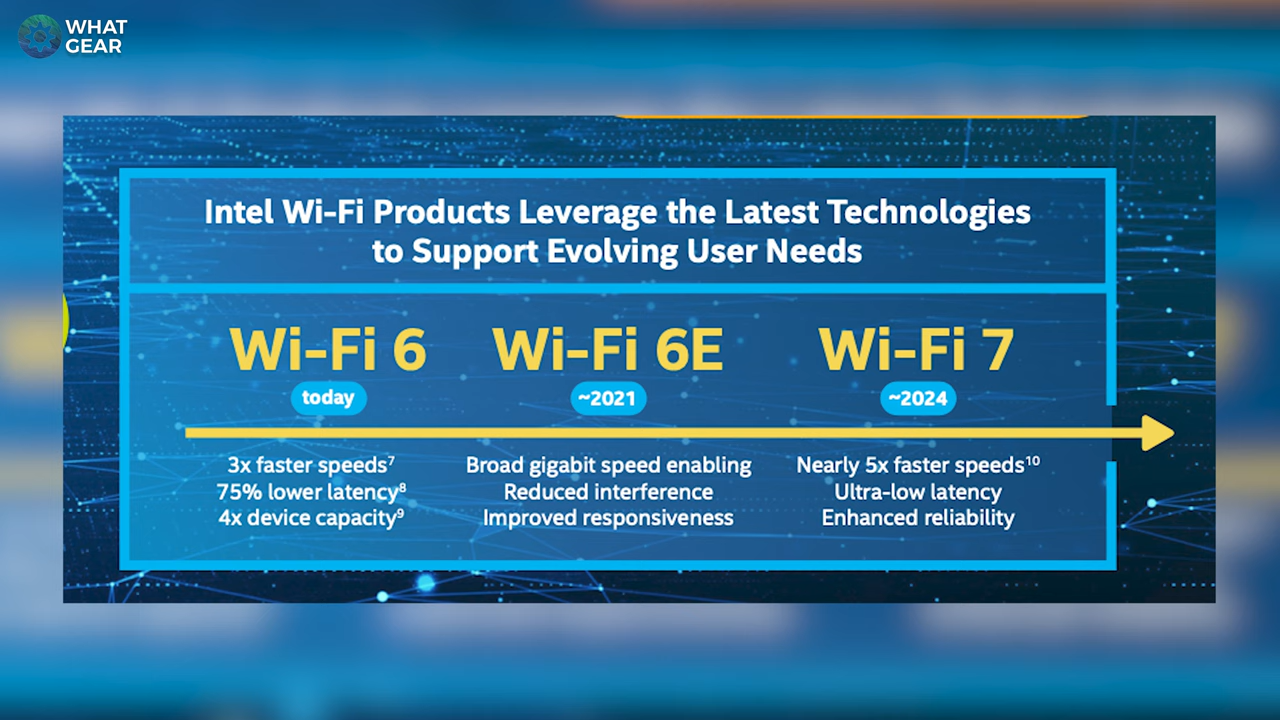 WHAT
GEAR
Intel Wi-Fi Products Leverage the Latest Technologies
to Support Evolving User Needs
Wi-Fi 6
Wi-Fi 6E
Wi-Fi 7
today
~2021
~2024
3x faster speeds⁷
75% lower latency⁸
4x device capacity⁹
Broad gigabit speed enabling
Reduced interference
Improved responsiveness
Nearly 5x faster speeds¹⁰
Ultra-low latency
Enhanced reliability